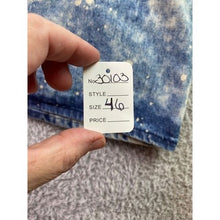 No 30103
STYLE
SIZE 46
PRICE